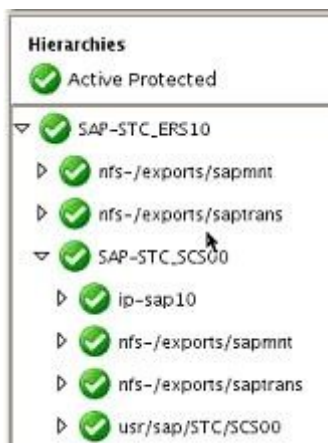 Hierarchies
Active Protected
SAP-STC_ERS10
nfs-/exports/sapmnt
nfs-/exports/saptrans
SAP-STC_SCS00
ip-sap10
nfs-/exports/sapmnt
nfs-/exports/saptrans
usr/sap/STC/SCS00